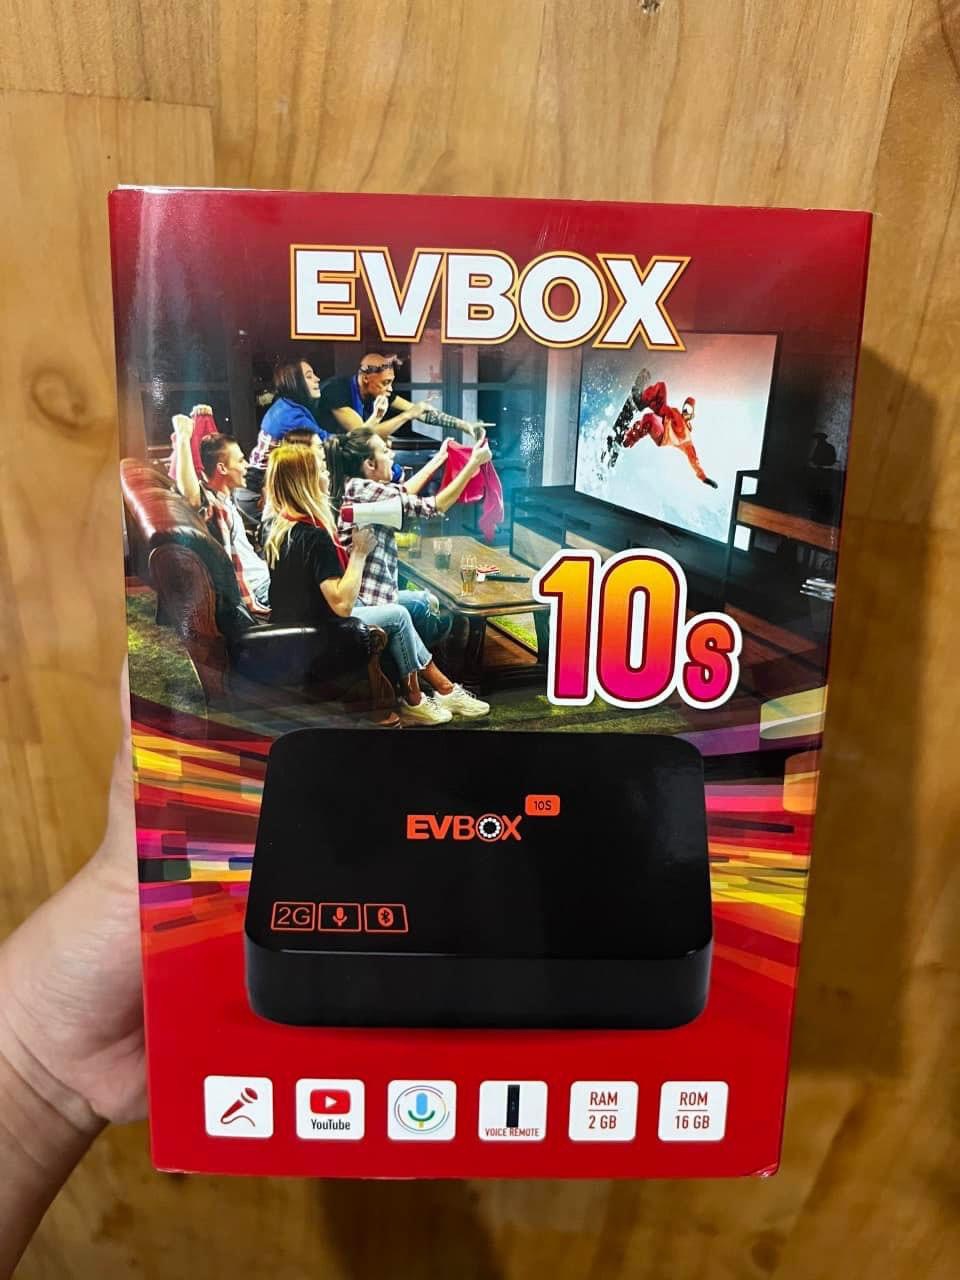 EVBOX
10s
10S
EVBOX
2G
YouTube
VOICE REMOTE
RAM
2 GB
ROM
16 GB